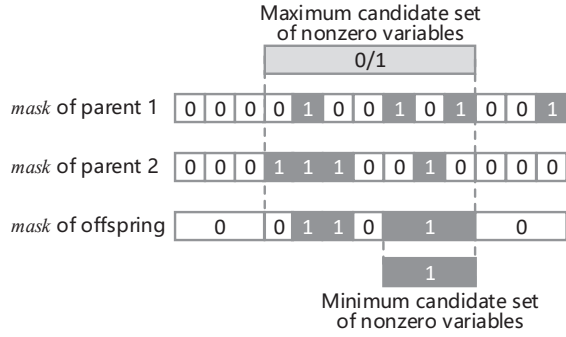 Maximum candidate set
of nonzero variables
0/1
mask of parent 1 0 0 0 0 1 0 0 1 0 1 0 0 1
mask of parent 2 0 0 0 1 1 1 0 0 1 0 0 0 0
mask of offspring 0 0 1 1 0 1 0
1
Minimum candidate set
of nonzero variables